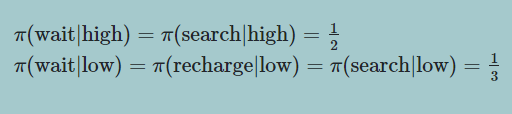 π(wait|high) = π(search|high) = 1/2
π(wait|low) = π(recharge|low) = π(search|low) = 1/3